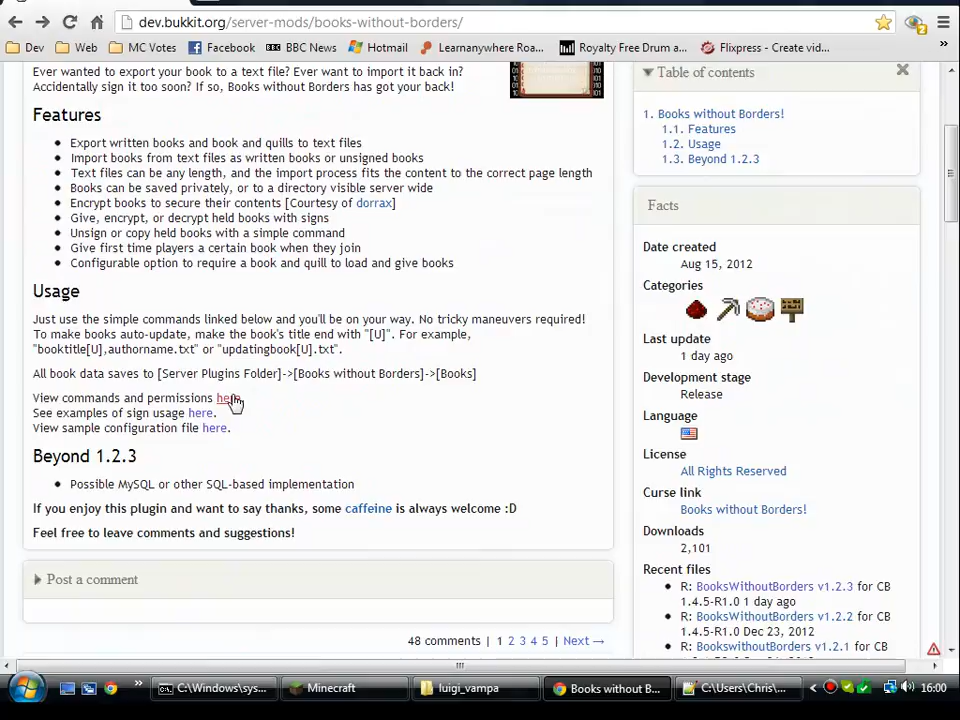 dev.bukkit.org/server-mods/books-without-borders/
Dev Web MC Votes Facebook BBC News Hotmail Learnanywhere Roa... Royalty Free Drum a... Flixpress - Create vid... »
Ever wanted to export your book to a text file? Ever want to import it back in?
Accidentally sign it too soon? If so, Books without Borders has got your back!
Features
Export written books and book and quills to text files
Import books from text files as written books or unsigned books
Text files can be any length, and the import process fits the content to the correct page length
Books can be saved privately, or to a directory visible server wide
Encrypt books to secure their contents [Courtesy of dorrax]
Give, encrypt, or decrypt held books with signs
Unsign or copy held books with a simple command
Give first time players a certain book when they join
Configurable option to require a book and quill to load and give books
Usage
Just use the simple commands linked below and you'll be on your way. No tricky maneuvers required!
To make books auto-update, make the book's title end with "[U]". For example,
"booktitle[U],authorname.txt" or "updatingbook[U].txt".
All book data saves to [Server Plugins Folder]->[Books without Borders]->[Books]
View commands and permissions here.
See examples of sign usage here.
View sample configuration file here.
Beyond 1.2.3
Possible MySQL or other SQL-based implementation
If you enjoy this plugin and want to say thanks, some caffeine is always welcome :D
Feel free to leave comments and suggestions!
Post a comment
48 comments | 1 2 3 4 5 | Next →
Table of contents
1. Books without Borders!
1.1. Features
1.2. Usage
1.3. Beyond 1.2.3
Facts
Date created
Aug 15, 2012
Categories
Last update
1 day ago
Development stage
Release
Language
License
All Rights Reserved
Curse link
Books without Borders!
Downloads
2,101
Recent files
R: BooksWithoutBorders v1.2.3 for CB
1.4.5-R1.0 1 day ago
R: BooksWithoutBorders v1.2.2 for CB
1.4.5-R1.0 Dec 23, 2012
R: BookswithoutBorders v1.2.1 for CB
» C:\Windows\sys... Minecraft luigi_vampa Books without B... C:\Users\Chris\... 16:00